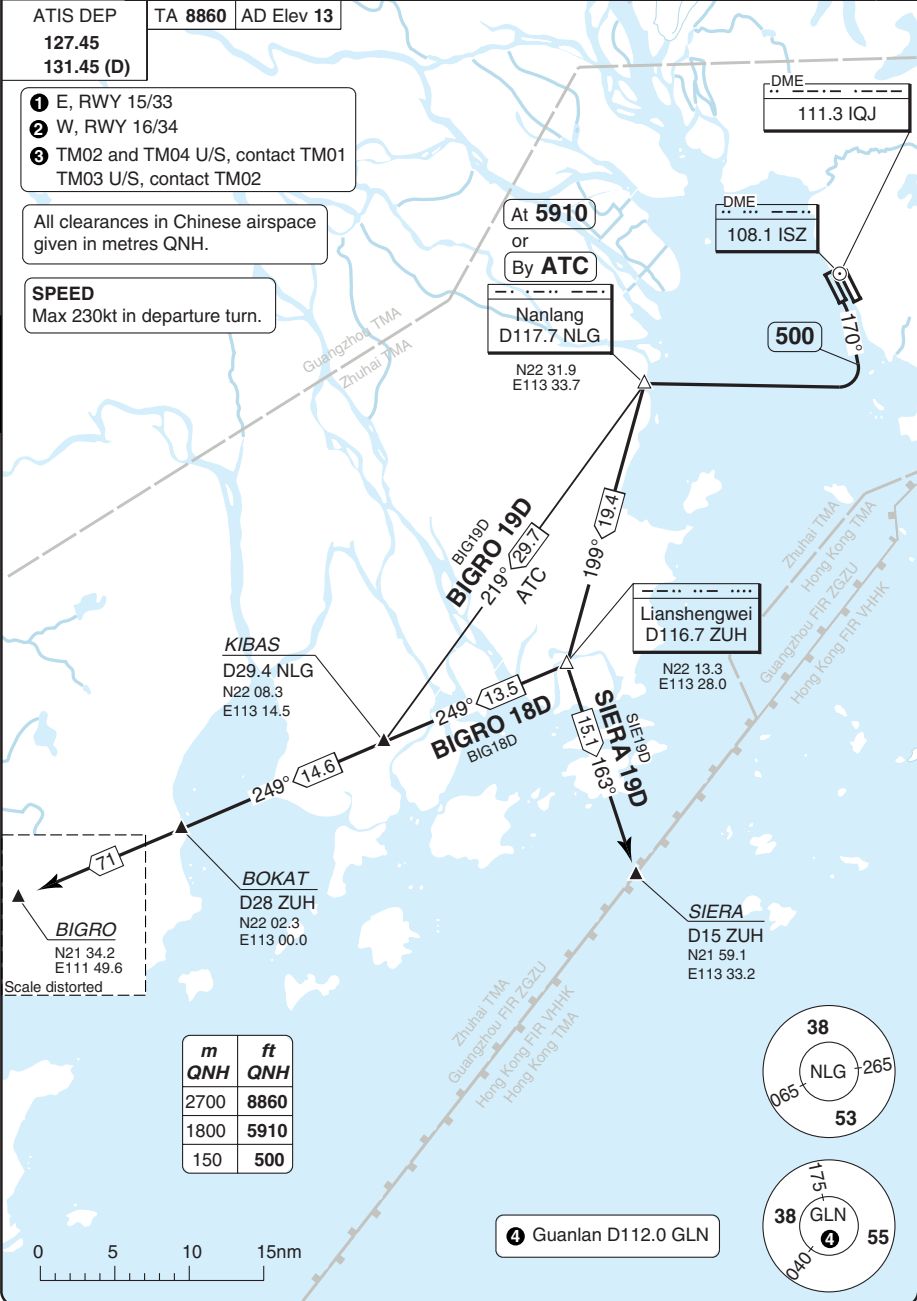 ATIS DEP
127.45
131.45 (D)
TA 8860
AD Elev 13
1 E, RWY 15/33
2 W, RWY 16/34
3 TM02 and TM04 U/S, contact TM01
TM03 U/S, contact TM02
All clearances in Chinese airspace
given in metres QNH.
SPEED
Max 230kt in departure turn.
DME
111.3 IQJ
DME
108.1 ISZ
At 5910
or
By ATC
Nanlang
D117.7 NLG
N22 31.9
E113 33.7
500
170°
Guangzhou TMA
Zhuhai TMA
BIG19D
BIGRO 19D
219°
29.7
ATC
199°
19.4
Zhuhai TMA
Hong Kong TMA
Guangzhou FIR ZGZU
Hong Kong FIR VHHK
Lianshengwei
D116.7 ZUH
N22 13.3
E113 28.0
KIBAS
D29.4 NLG
N22 08.3
E113 14.5
249°
13.5
BIGRO 18D
BIG18D
SIE19D
SIERA 19D
15.1
163°
249°
14.6
71
BOKAT
D28 ZUH
N22 02.3
E113 00.0
BIGRO
N21 34.2
E111 49.6
Scale distorted
SIERA
D15 ZUH
N21 59.1
E113 33.2
Zhuhai TMA
Guangzhou FIR ZGZU
Hong Kong FIR VHHK
Hong Kong TMA
m ft
QNH QNH
2700 8860
1800 5910
150 500
38
NLG
265
065
53
175
38
GLN
4
55
040
4 Guanlan D112.0 GLN
0 5 10 15nm